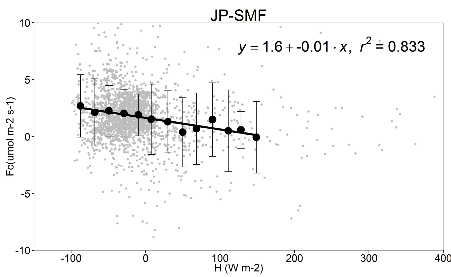 JP-SMF
y = 1.6 + -0.01 · x, r² = 0.833
10
5
0
-5
-10
Fc(umol m-2 s-1)
-100 0 100 200 300 400
H (W m-2)